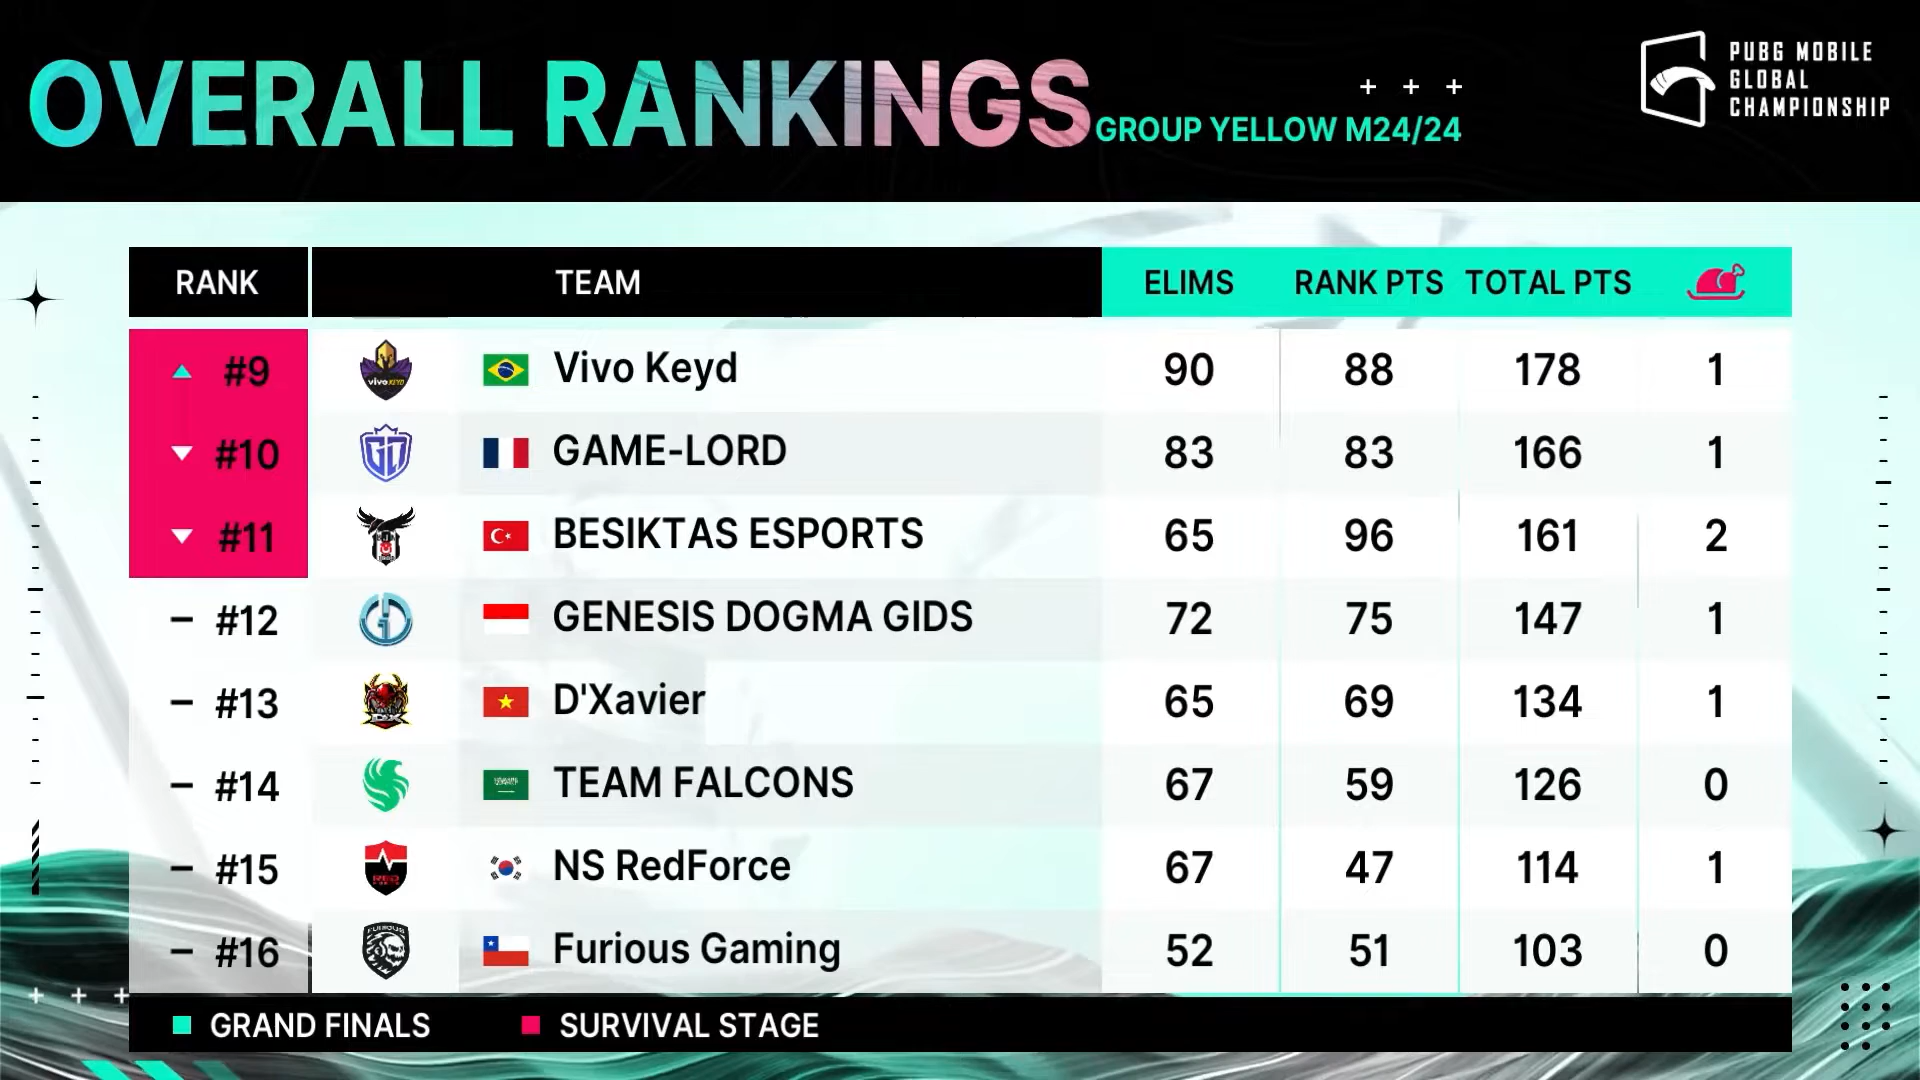 OVERALL RANKINGS
GROUP YELLOW M24/24
PUBG MOBILE
GLOBAL
CHAMPIONSHIP
RANK TEAM ELIMS RANK PTS TOTAL PTS
#9 Vivo Keyd 90 88 178 1
#10 GAME-LORD 83 83 166 1
#11 BESIKTAS ESPORTS 65 96 161 2
#12 GENESIS DOGMA GIDS 72 75 147 1
#13 D'Xavier 65 69 134 1
#14 TEAM FALCONS 67 59 126 0
#15 NS RedForce 67 47 114 1
#16 Furious Gaming 52 51 103 0
GRAND FINALS SURVIVAL STAGE